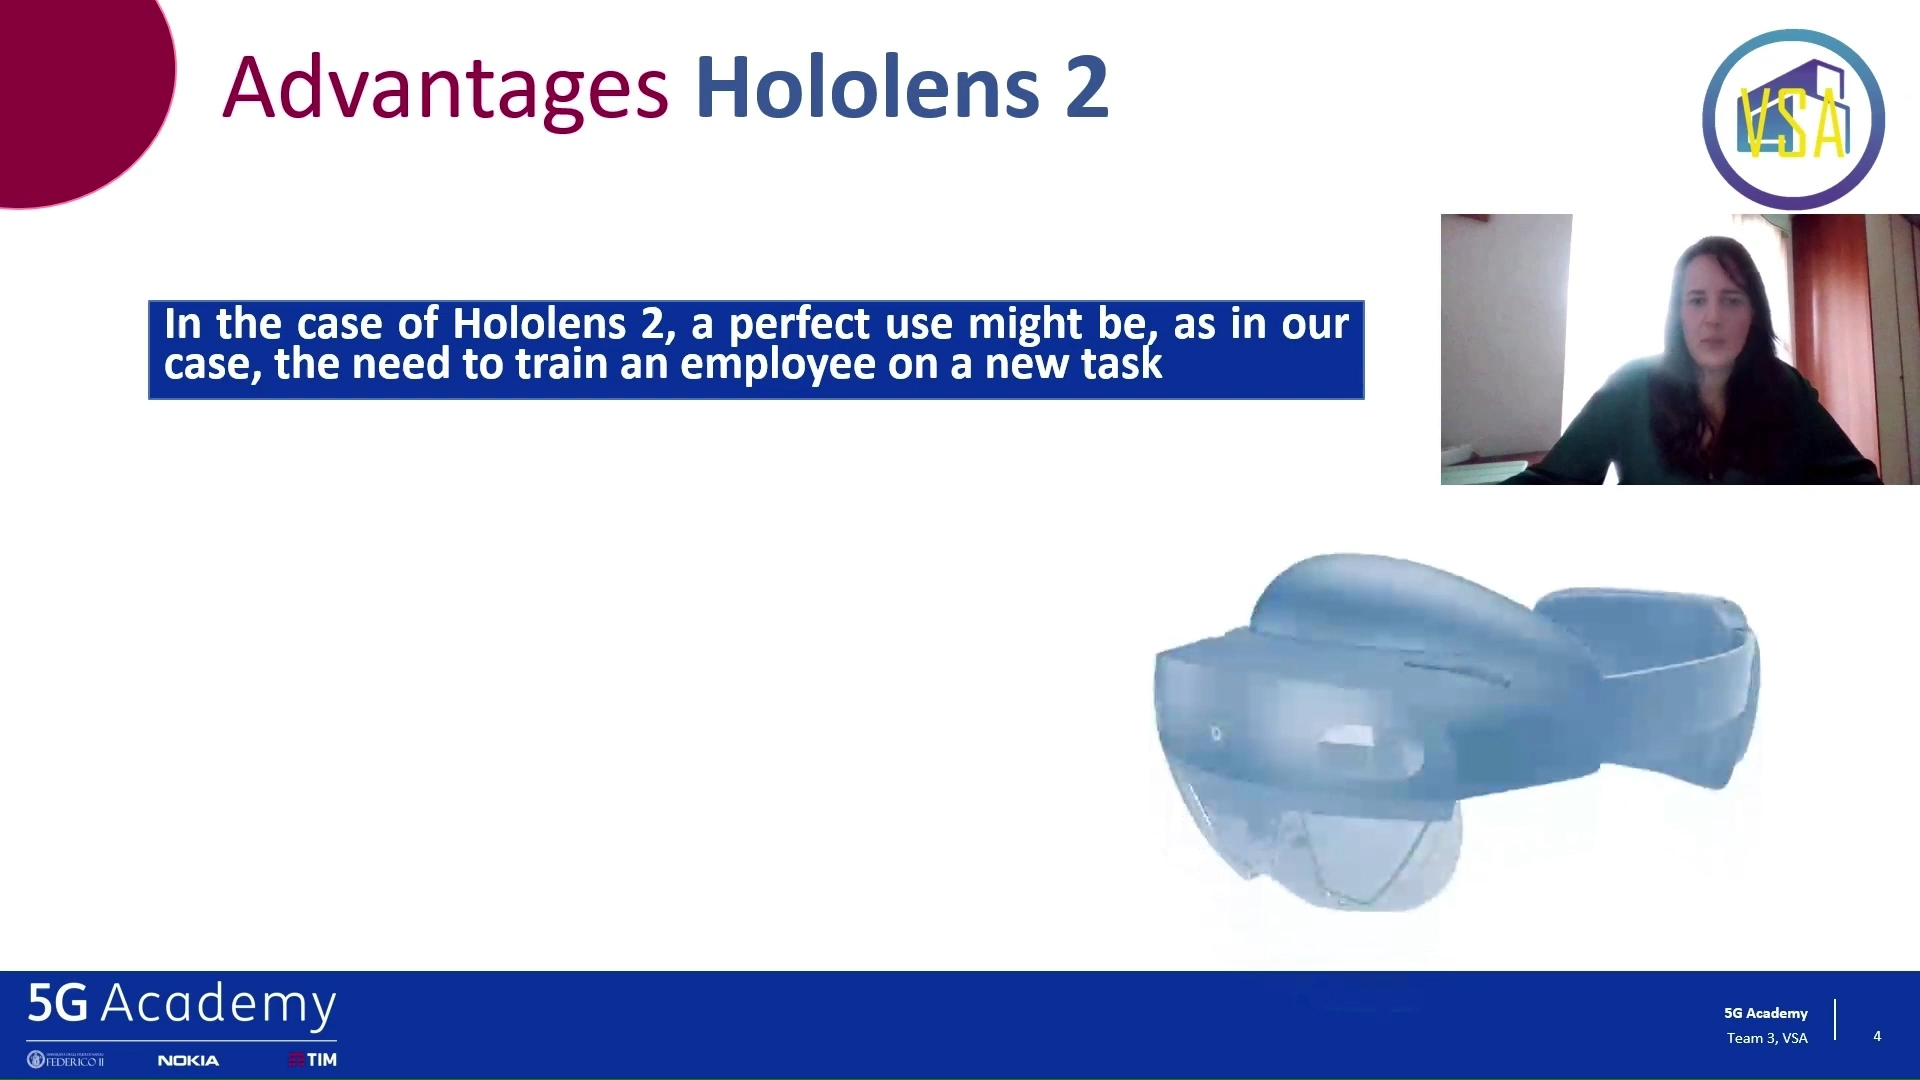 Advantages Hololens 2
VSA
In the case of Hololens 2, a perfect use might be, as in our
case, the need to train an employee on a new task
5G Academy
FEDERICO II
NOKIA
TIM
5G Academy
Team 3, VSA
4